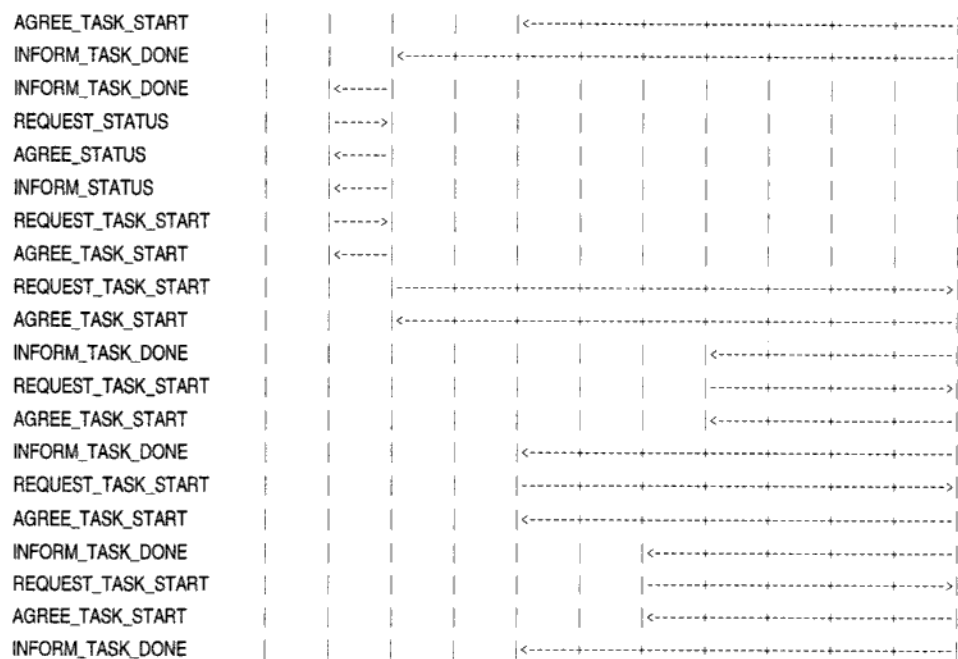 AGREE_TASK_START
INFORM_TASK_DONE
INFORM_TASK_DONE
REQUEST_STATUS
AGREE_STATUS
INFORM_STATUS
REQUEST_TASK_START
AGREE_TASK_START
REQUEST_TASK_START
AGREE_TASK_START
INFORM_TASK_DONE
REQUEST_TASK_START
AGREE_TASK_START
INFORM_TASK_DONE
REQUEST_TASK_START
AGREE_TASK_START
INFORM_TASK_DONE
REQUEST_TASK_START
AGREE_TASK_START
INFORM_TASK_DONE